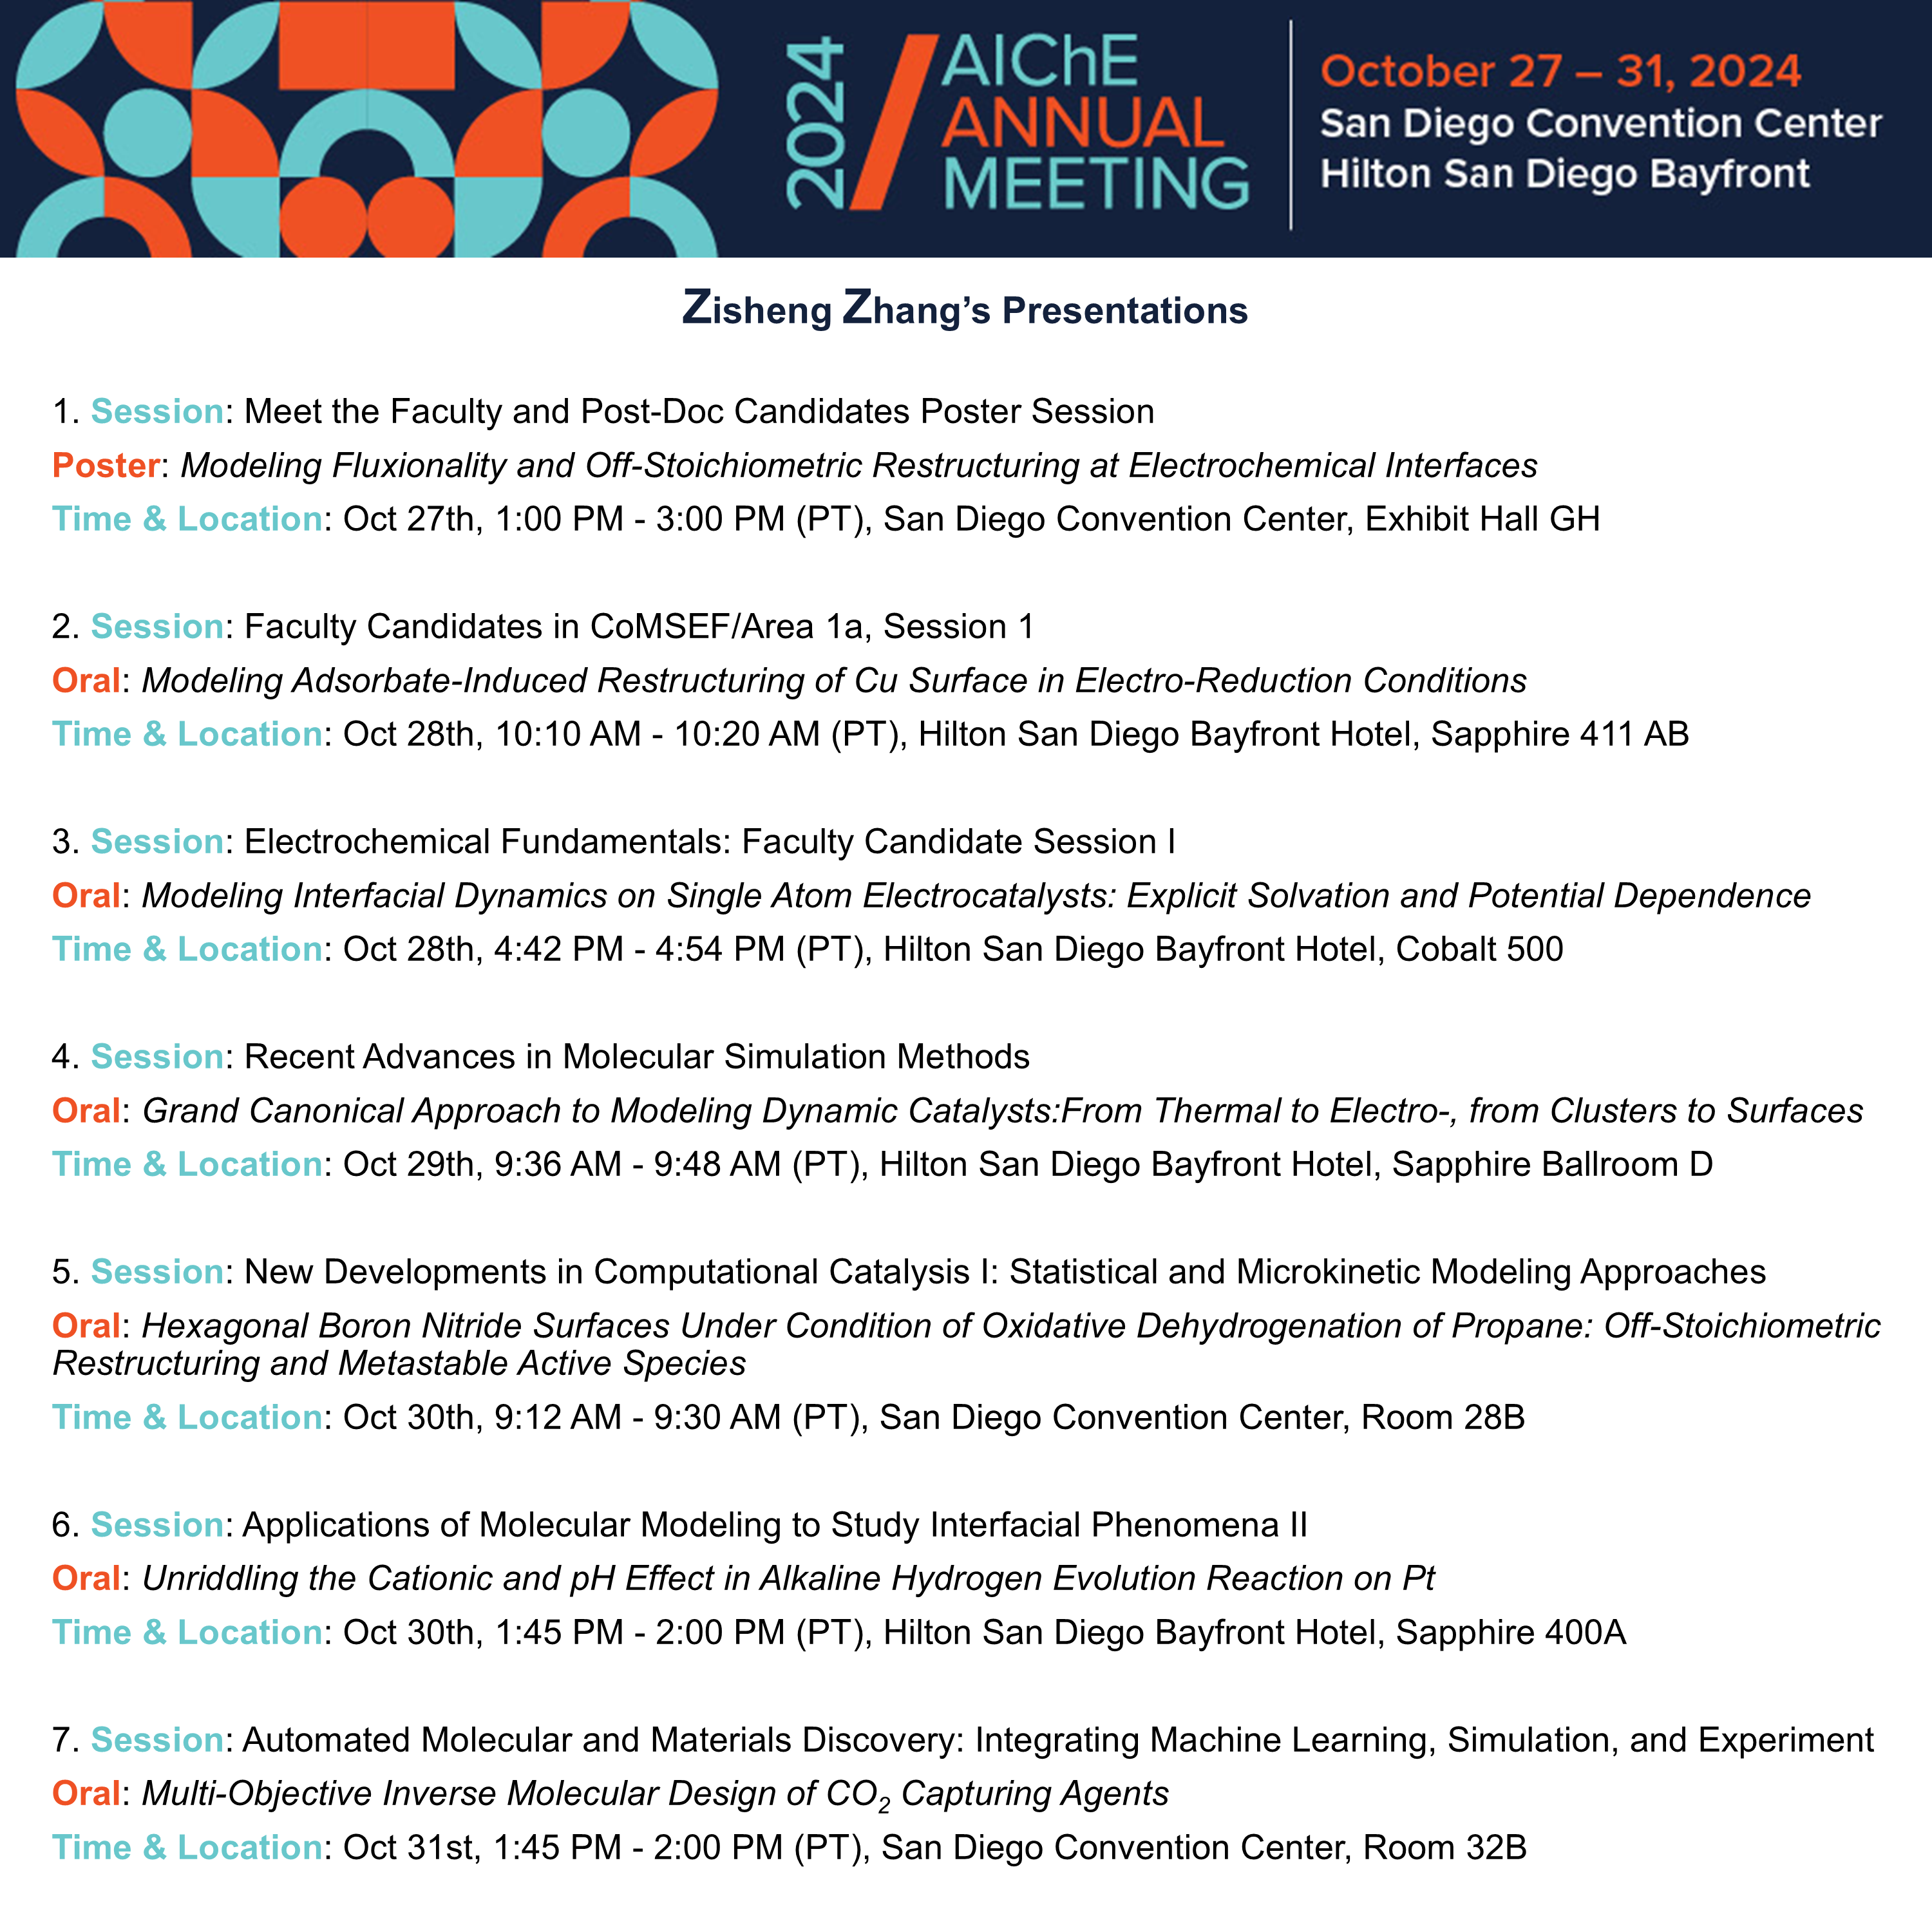 2024
AIChE
ANNUAL
MEETING
October 27 – 31, 2024
San Diego Convention Center
Hilton San Diego Bayfront
Zisheng Zhang’s Presentations
1. Session: Meet the Faculty and Post-Doc Candidates Poster Session
Poster: Modeling Fluxionality and Off-Stoichiometric Restructuring at Electrochemical Interfaces
Time & Location: Oct 27th, 1:00 PM - 3:00 PM (PT), San Diego Convention Center, Exhibit Hall GH
2. Session: Faculty Candidates in CoMSEF/Area 1a, Session 1
Oral: Modeling Adsorbate-Induced Restructuring of Cu Surface in Electro-Reduction Conditions
Time & Location: Oct 28th, 10:10 AM - 10:20 AM (PT), Hilton San Diego Bayfront Hotel, Sapphire 411 AB
3. Session: Electrochemical Fundamentals: Faculty Candidate Session I
Oral: Modeling Interfacial Dynamics on Single Atom Electrocatalysts: Explicit Solvation and Potential Dependence
Time & Location: Oct 28th, 4:42 PM - 4:54 PM (PT), Hilton San Diego Bayfront Hotel, Cobalt 500
4. Session: Recent Advances in Molecular Simulation Methods
Oral: Grand Canonical Approach to Modeling Dynamic Catalysts:From Thermal to Electro-, from Clusters to Surfaces
Time & Location: Oct 29th, 9:36 AM - 9:48 AM (PT), Hilton San Diego Bayfront Hotel, Sapphire Ballroom D
5. Session: New Developments in Computational Catalysis I: Statistical and Microkinetic Modeling Approaches
Oral: Hexagonal Boron Nitride Surfaces Under Condition of Oxidative Dehydrogenation of Propane: Off-Stoichiometric
Restructuring and Metastable Active Species
Time & Location: Oct 30th, 9:12 AM - 9:30 AM (PT), San Diego Convention Center, Room 28B
6. Session: Applications of Molecular Modeling to Study Interfacial Phenomena II
Oral: Unriddling the Cationic and pH Effect in Alkaline Hydrogen Evolution Reaction on Pt
Time & Location: Oct 30th, 1:45 PM - 2:00 PM (PT), Hilton San Diego Bayfront Hotel, Sapphire 400A
7. Session: Automated Molecular and Materials Discovery: Integrating Machine Learning, Simulation, and Experiment
Oral: Multi-Objective Inverse Molecular Design of CO₂ Capturing Agents
Time & Location: Oct 31st, 1:45 PM - 2:00 PM (PT), San Diego Convention Center, Room 32B